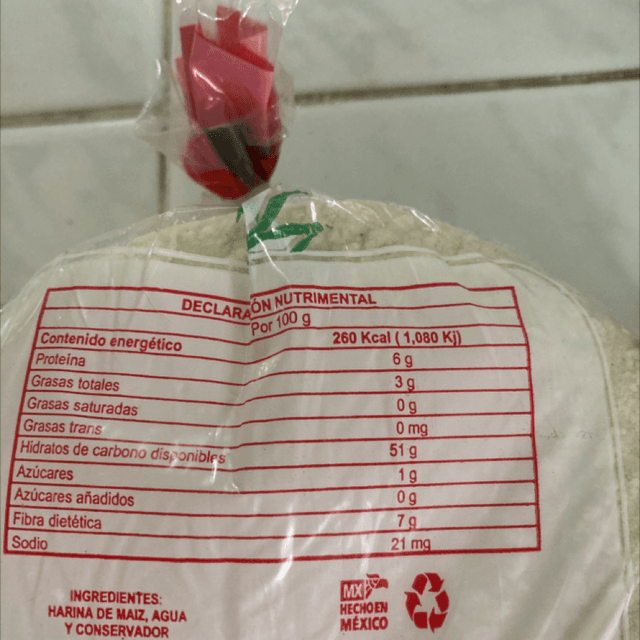 DECLARA ÓN NUTRIMENTAL
Por 100 g
Contenido energético 260 Kcal ( 1,080 Kj)
Proteína 6 g
Grasas totales 3 g
Grasas saturadas 0 g
Grasas trans 0 mg
Hidratos de carbono disponibles 51 g
Azúcares 1 g
Azúcares añadidos 0 g
Fibra dietética 7 g
Sodio 21 mg
INGREDIENTES:
HARINA DE MAIZ, AGUA
Y CONSERVADOR
MX
HECHO EN
MÉXICO